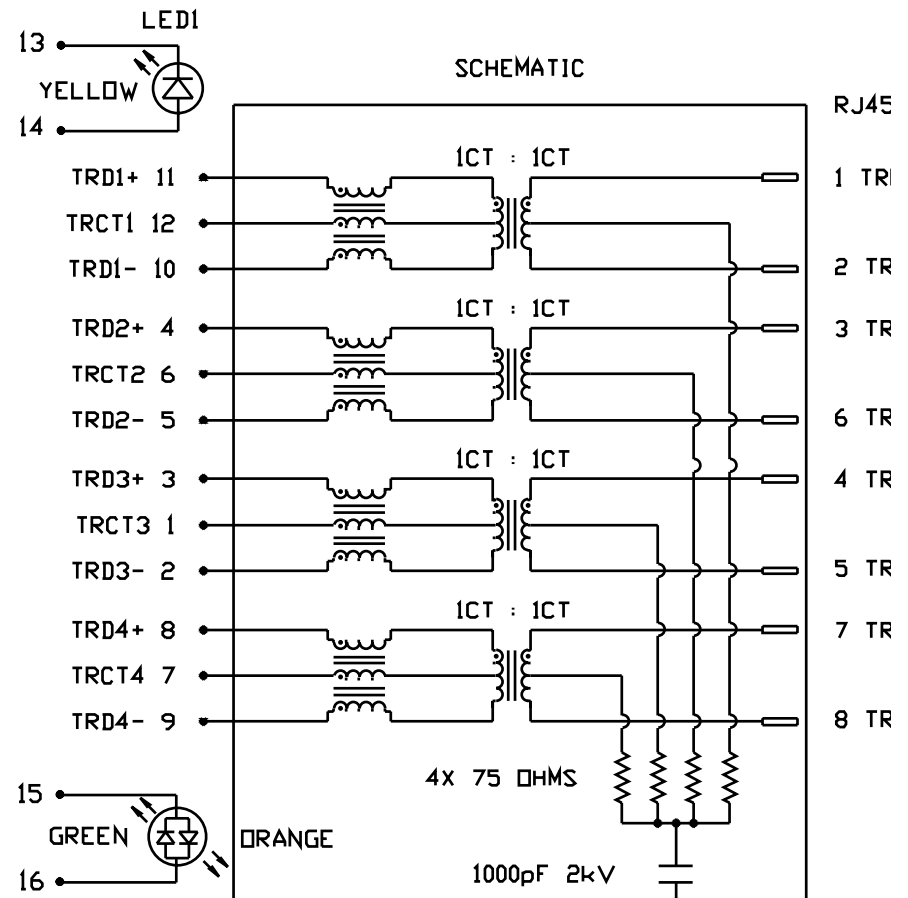 LED1
13
YELLOW
14
SCHEMATIC
RJ45
1CT : 1CT
TRD1+ 11
1 TR
TRCT1 12
TRD1- 10
2 TR
1CT : 1CT
TRD2+ 4
3 TR
TRCT2 6
TRD2- 5
6 TR
1CT : 1CT
TRD3+ 3
4 TR
TRCT3 1
TRD3- 2
5 TR
1CT : 1CT
TRD4+ 8
7 TR
TRCT4 7
TRD4- 9
8 TR
4X 75 OHMS
15
GREEN
ORANGE
16
1000pF 2kV